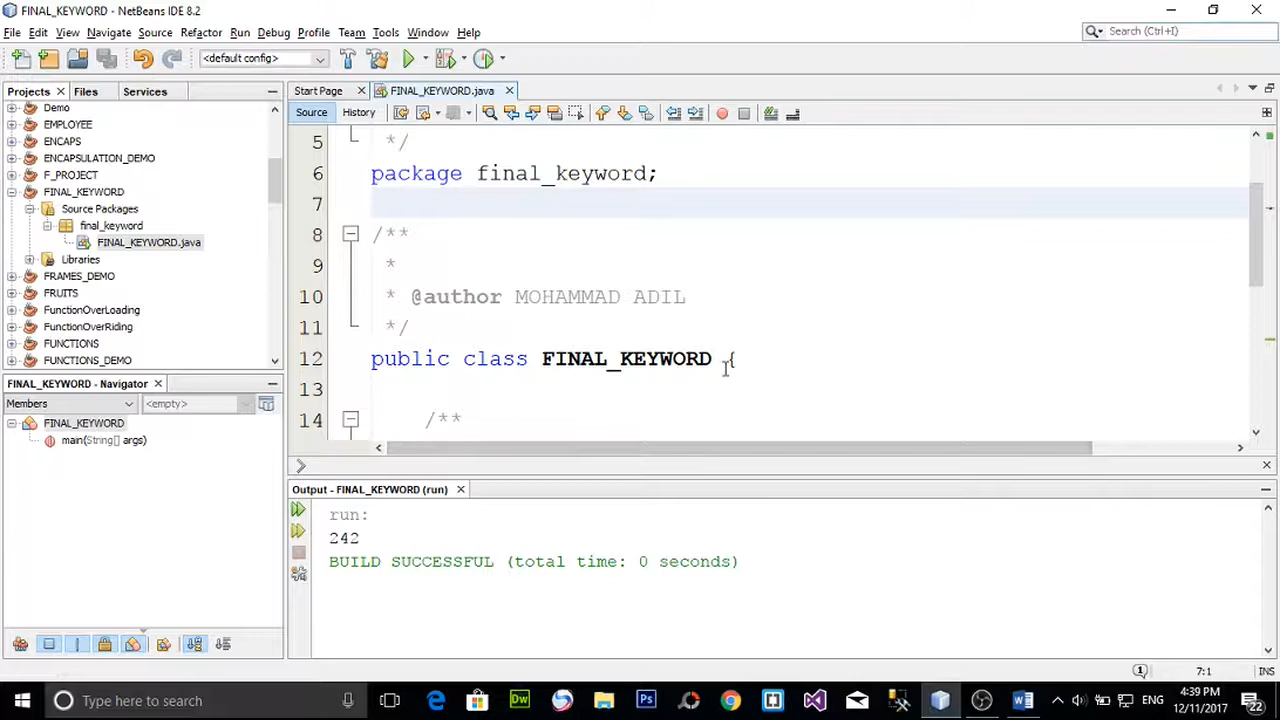 FINAL_KEYWORD - NetBeans IDE 8.2
File Edit View Navigate Source Refactor Run Debug Profile Team Tools Window Help
Search (Ctrl+I)
<default config>
Projects Files Services
Start Page FINAL_KEYWORD.java
Source History
Demo
EMPLOYEE
ENCAPS
ENCAPSULATION_DEMO
F_PROJECT
FINAL_KEYWORD
Source Packages
final_keyword
FINAL_KEYWORD.java
Libraries
FRAMES_DEMO
FRUITS
FunctionOverLoading
FunctionOverRiding
FUNCTIONS
FUNCTIONS_DEMO
5 */
6 package final_keyword;
7
8 /**
9 *
10 * @author MOHAMMAD ADIL
11 */
12 public class FINAL_KEYWORD {
13
14 /**
FINAL_KEYWORD - Navigator
Members <empty>
FINAL_KEYWORD
main(String[] args)
Output - FINAL_KEYWORD (run)
run:
242
BUILD SUCCESSFUL (total time: 0 seconds)
1 7:1 INS
Type here to search
Dw Ps ENG 4:39 PM
12/11/2017 22